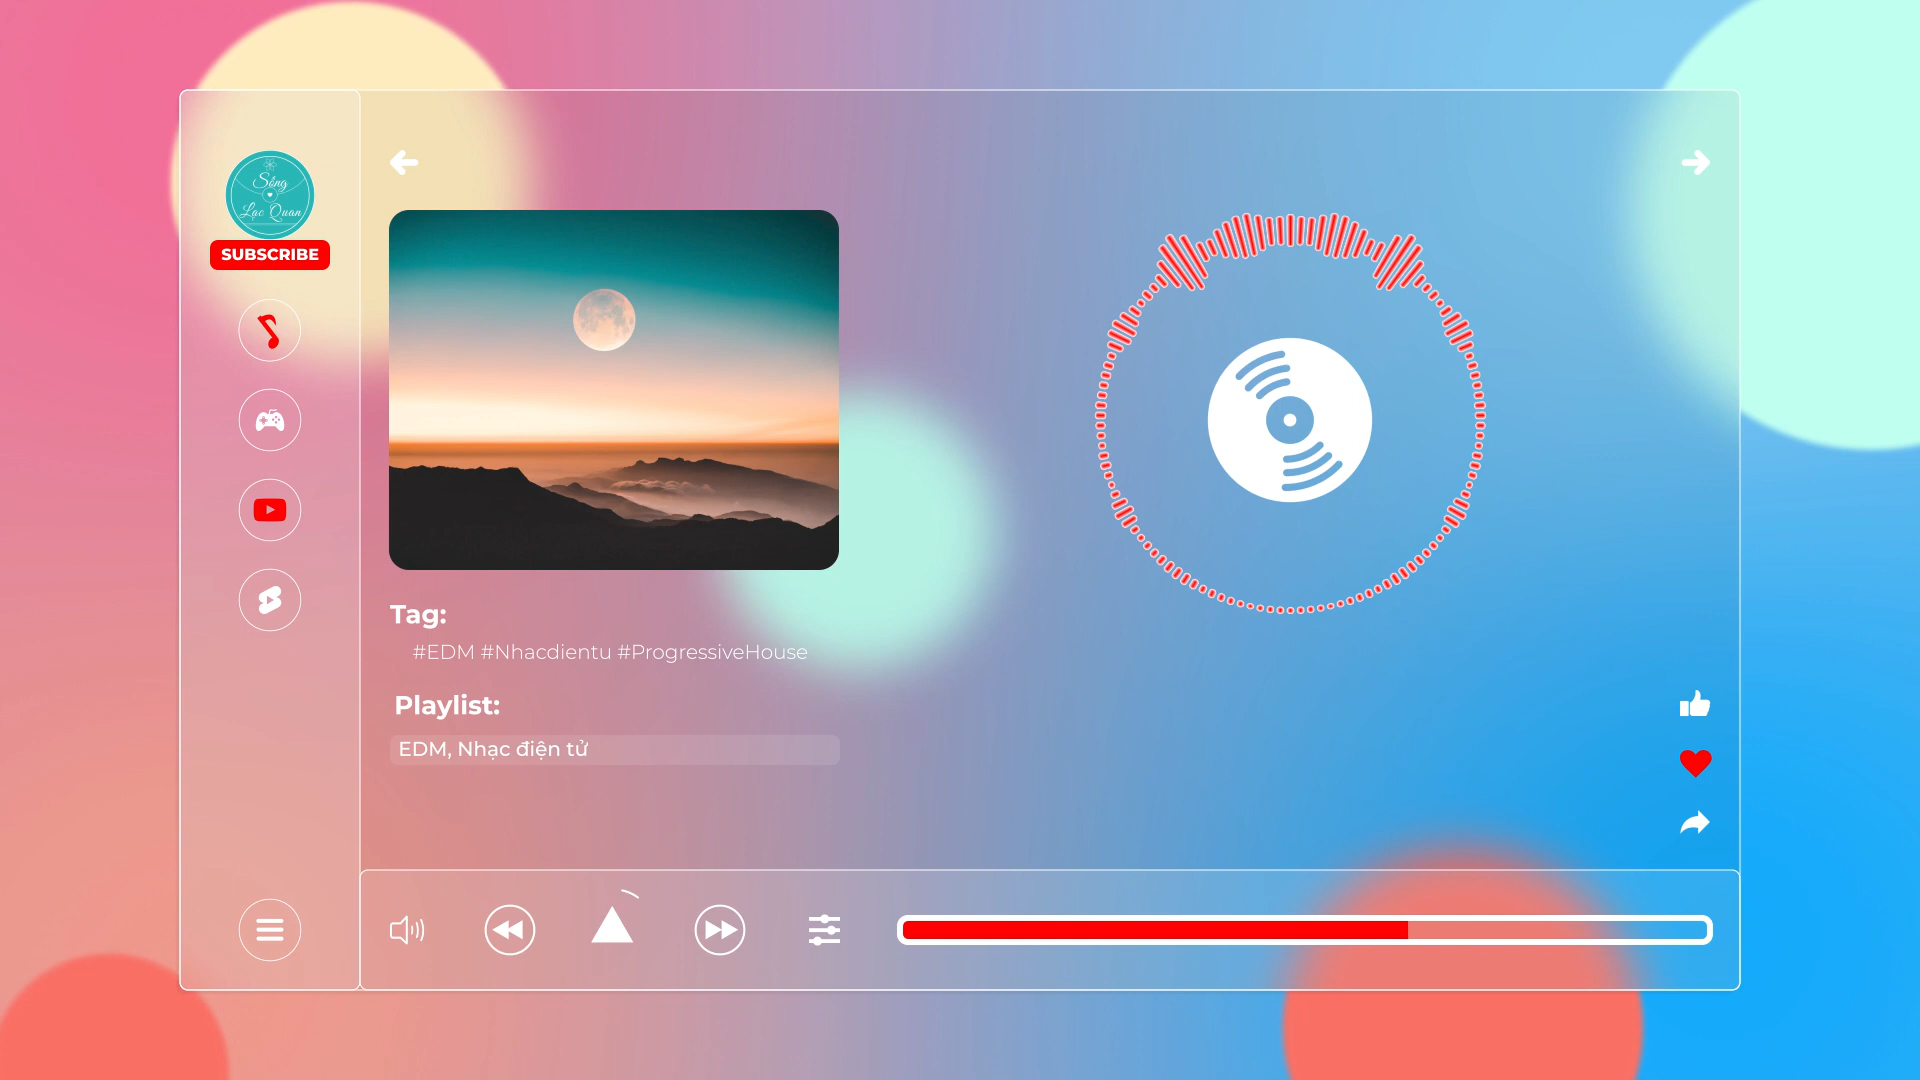 Sống
Lạc Quan
SUBSCRIBE
Tag:
#EDM #Nhacdientu #ProgressiveHouse
Playlist:
EDM, Nhạc điện tử